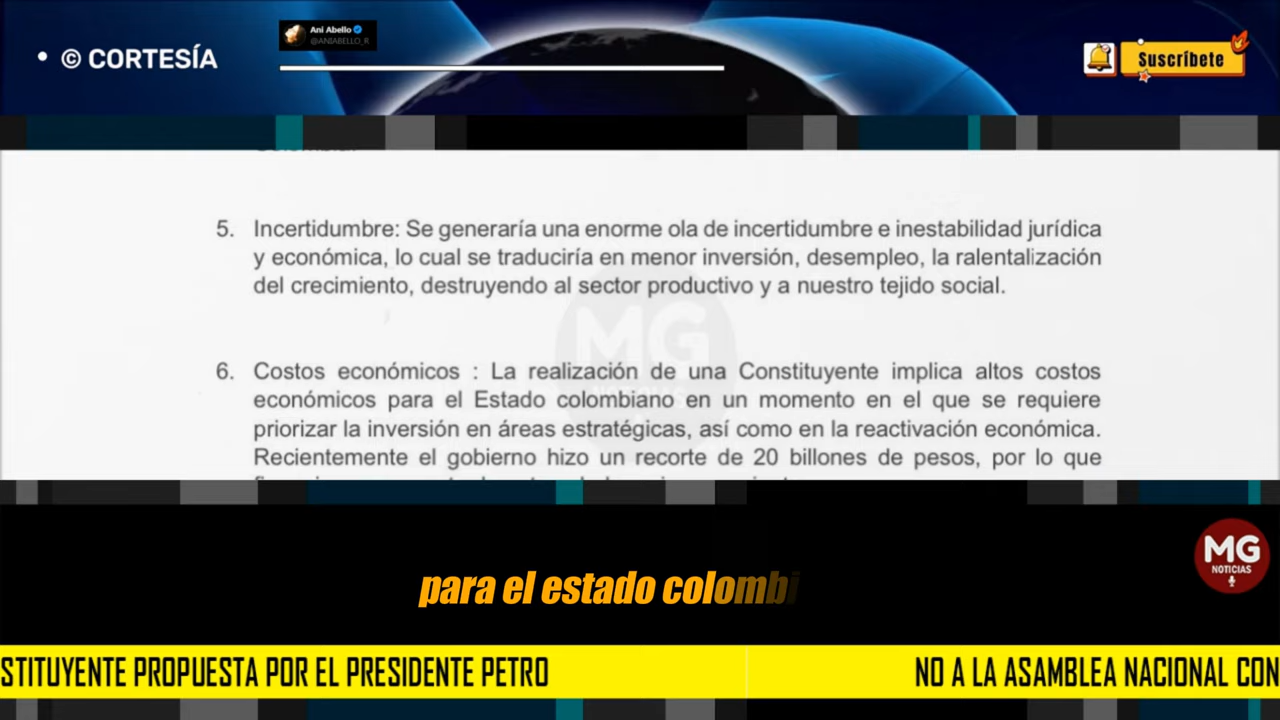 • © CORTESÍA
Ani Abello
@ANIABELLO_R
Suscríbete
5. Incertidumbre: Se generaría una enorme ola de incertidumbre e inestabilidad jurídica
y económica, lo cual se traduciría en menor inversión, desempleo, la ralentalización
del crecimiento, destruyendo al sector productivo y a nuestro tejido social.
MG
NOTICIAS
6. Costos económicos : La realización de una Constituyente implica altos costos
económicos para el Estado colombiano en un momento en el que se requiere
priorizar la inversión en áreas estratégicas, así como en la reactivación económica.
Recientemente el gobierno hizo un recorte de 20 billones de pesos, por lo que
MG
NOTICIAS
para el estado colombi
STITUYENTE PROPUESTA POR EL PRESIDENTE PETRO
NO A LA ASAMBLEA NACIONAL CON